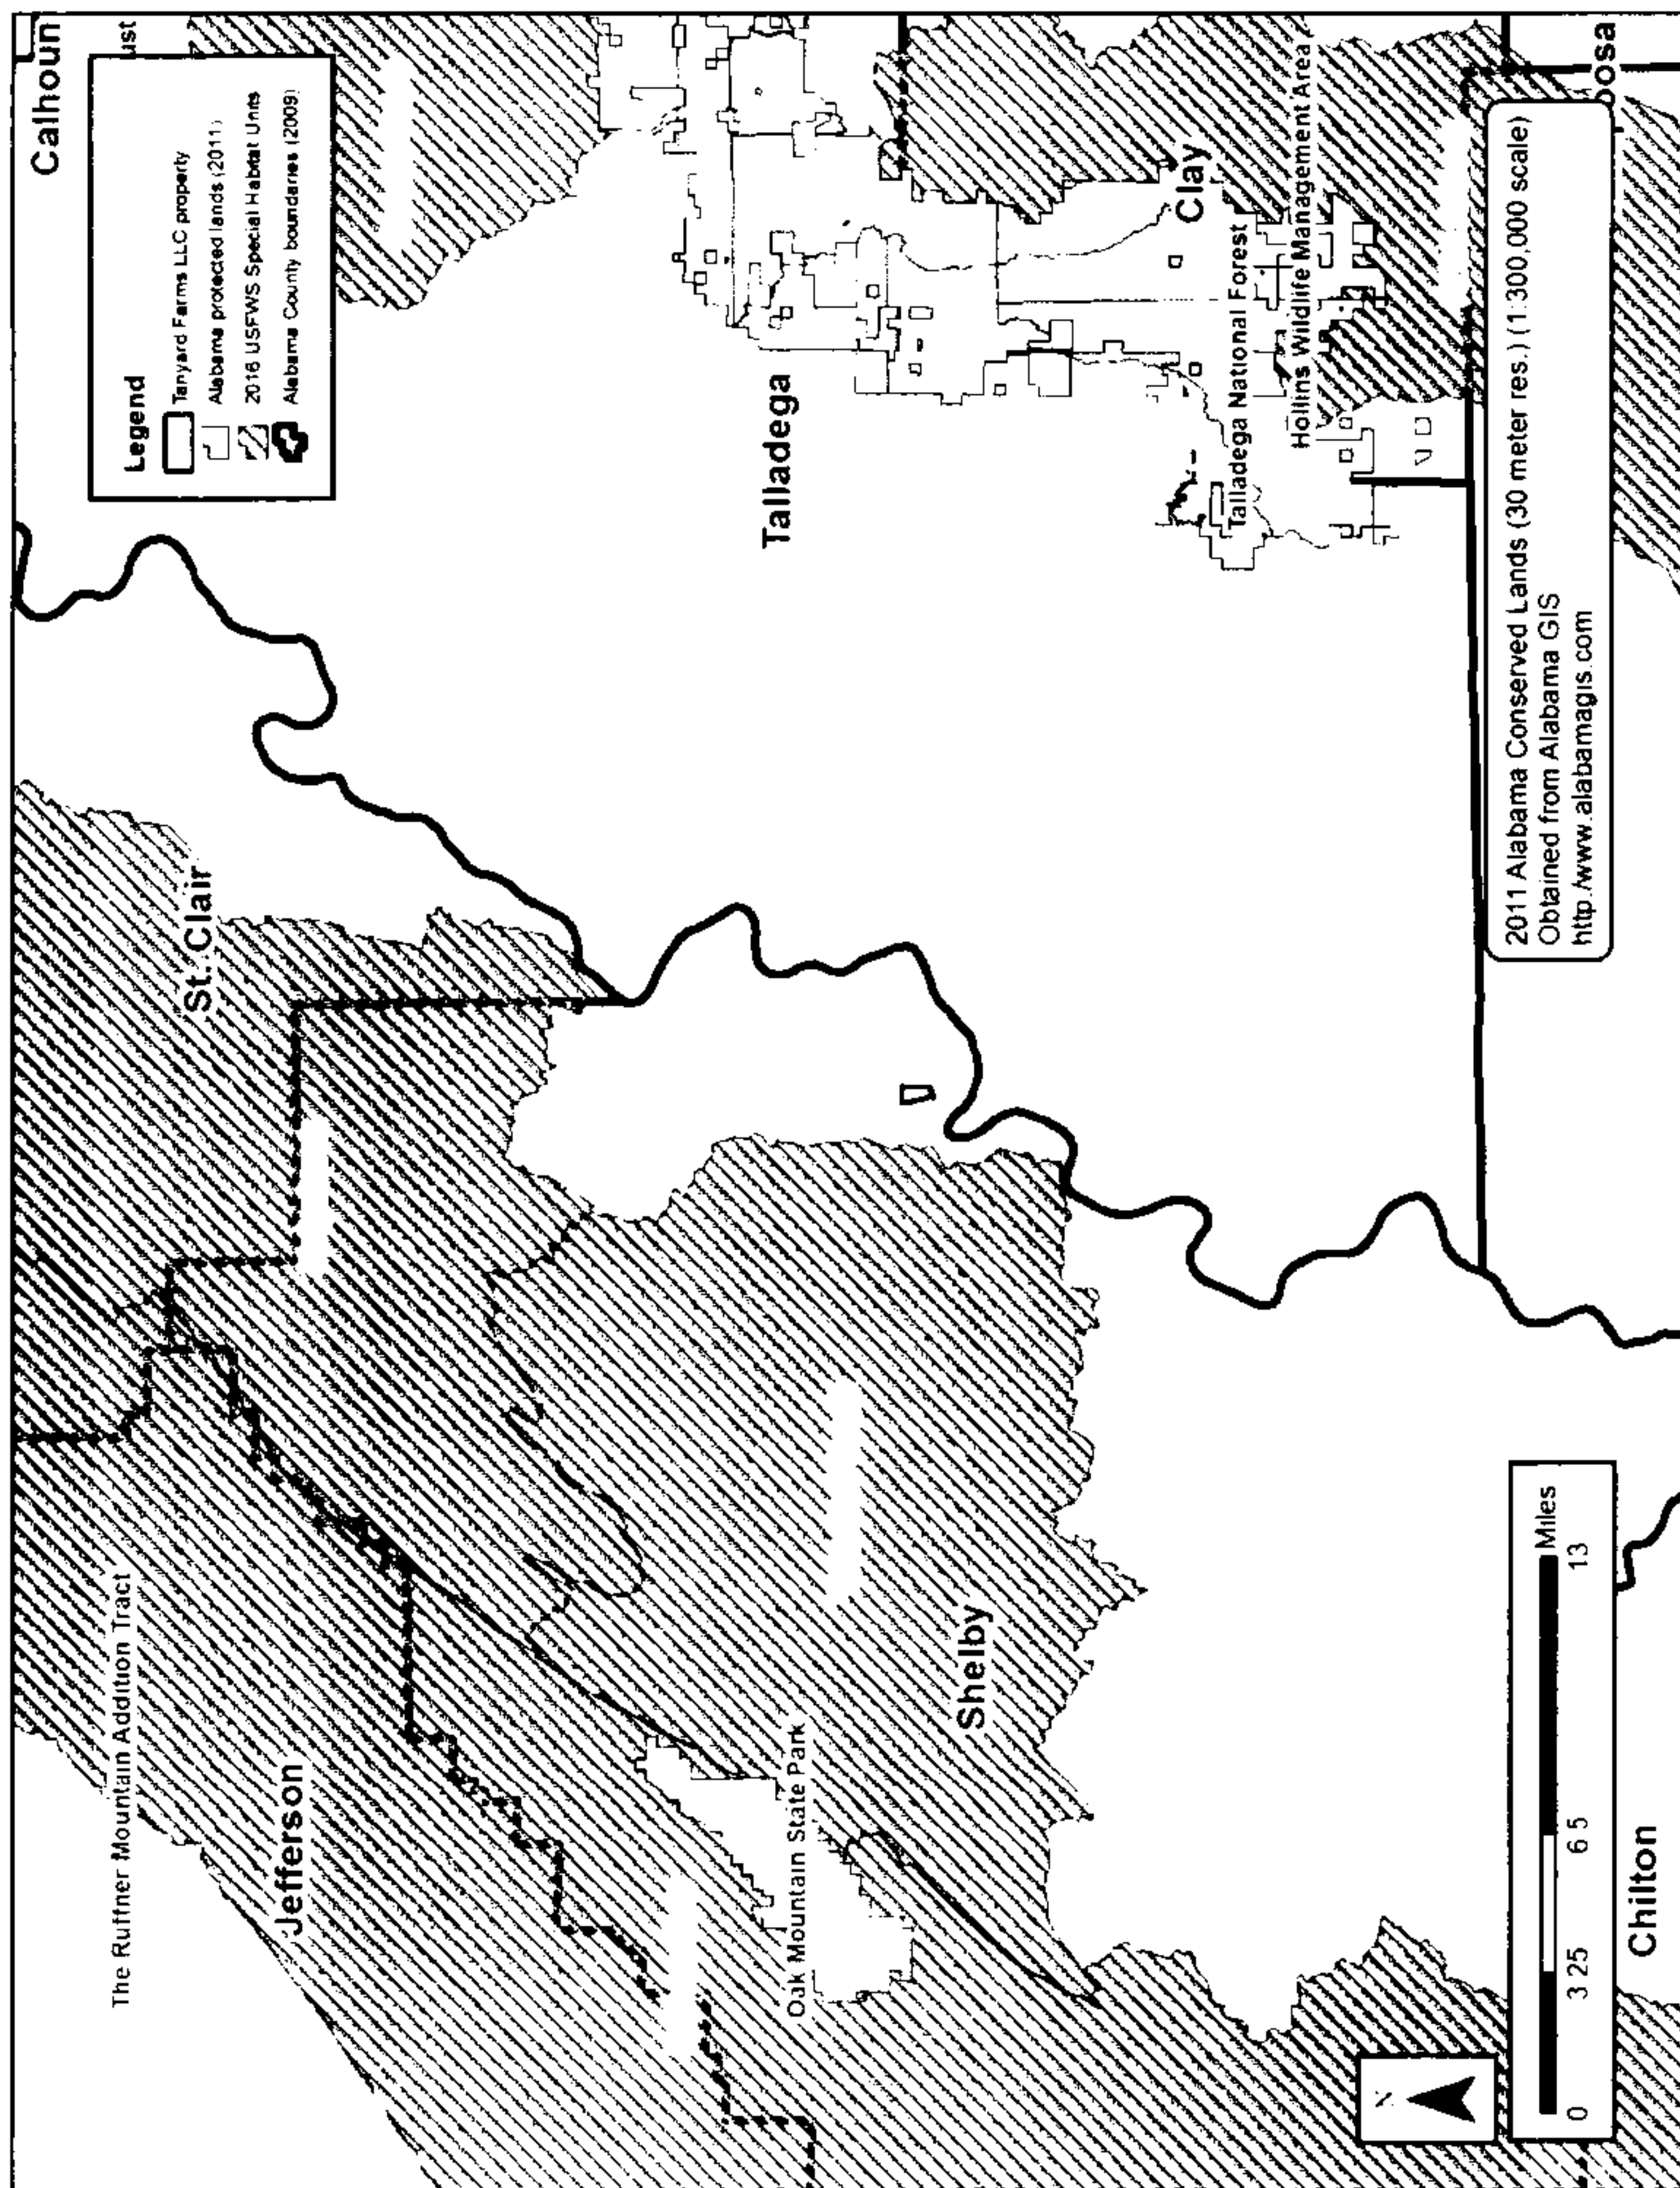 Calhoun
ust
Legend
Tanyard Farms LLC property
Alabama protected lands (2011)
2016 USFWS Special Habitat Units
Alabama County boundaries (2009)
St. Clair
The Ruffner Mountain Addition Tract
Jefferson
Talladega
Oak Mountain State Park
Shelby
Clay
Talladega National Forest
Hollins Wildlife Management Area
N
0 3 25 6 5 13
Miles
2011 Alabama Conserved Lands (30 meter res.) (1:300,000 scale)
Obtained from Alabama GIS
http./www.alabamagis.com
oosa
Chilton